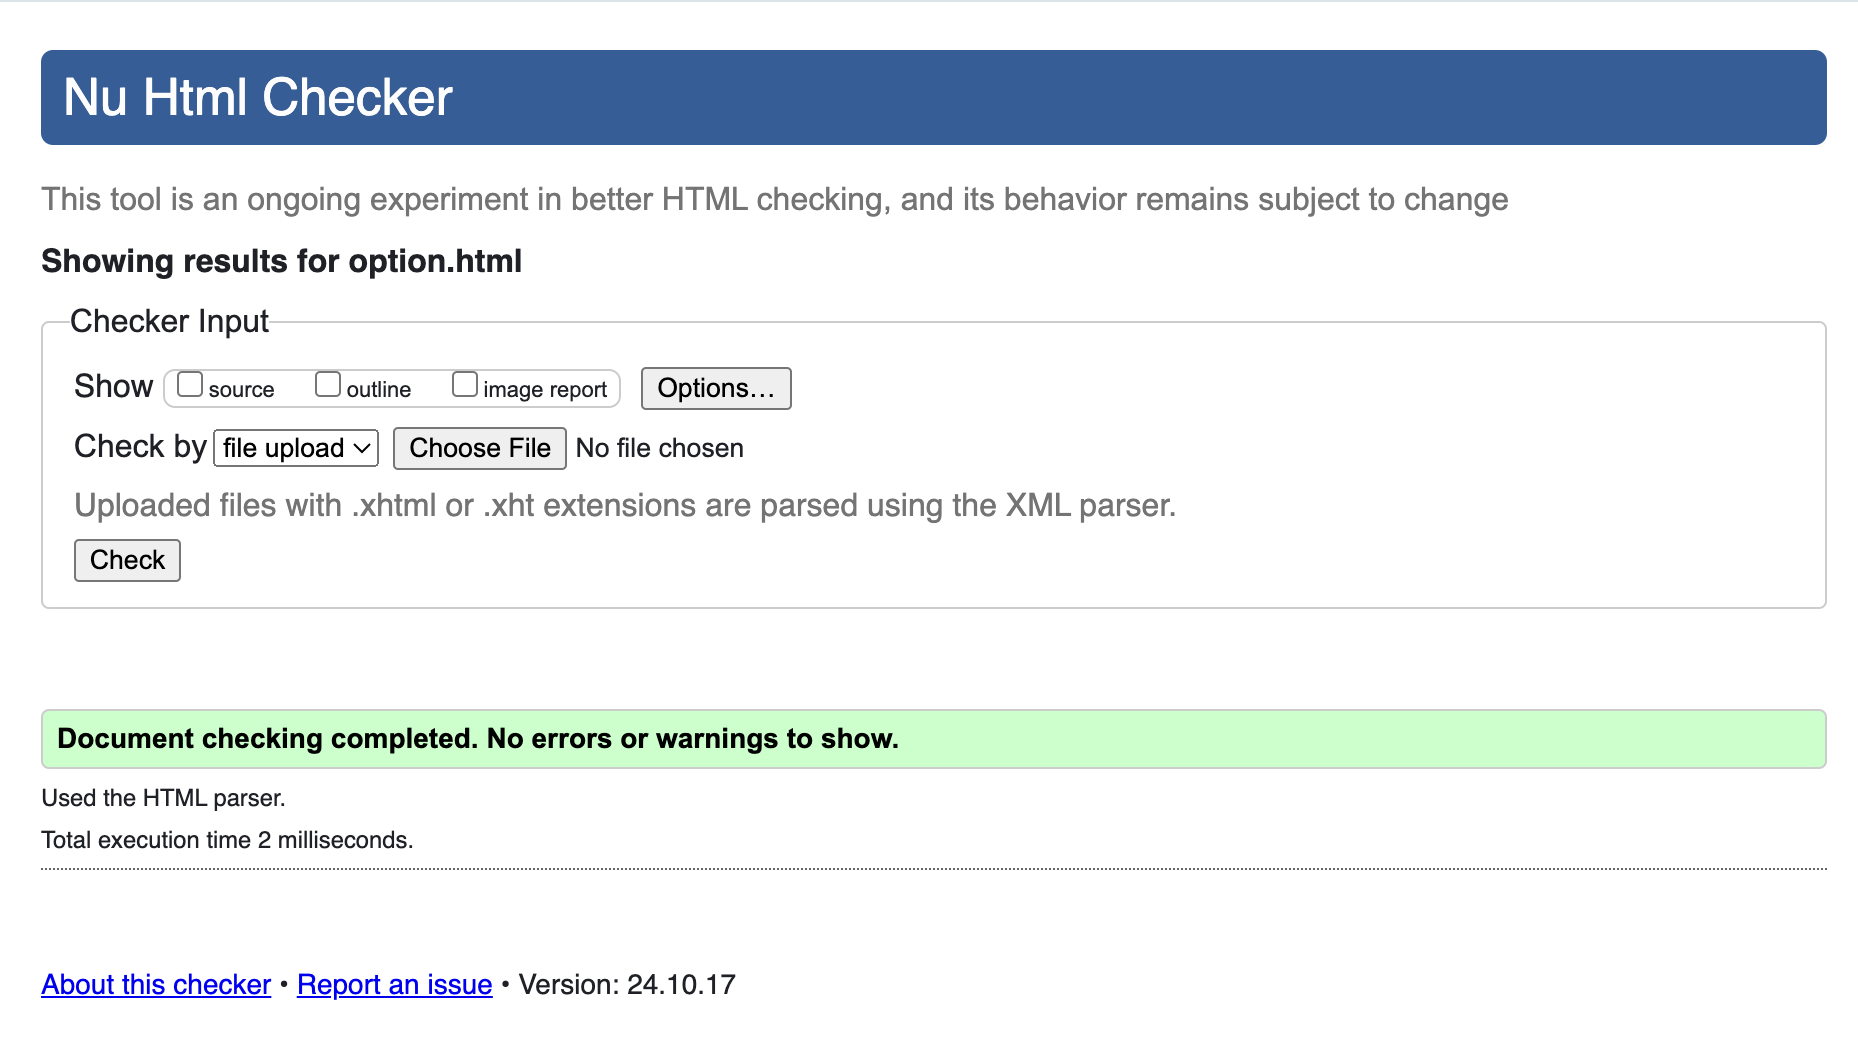 Nu Html Checker
This tool is an ongoing experiment in better HTML checking, and its behavior remains subject to change
Showing results for option.html
Checker Input
Show source outline image report Options…
Check by file upload Choose File No file chosen
Uploaded files with .xhtml or .xht extensions are parsed using the XML parser.
Check
Document checking completed. No errors or warnings to show.
Used the HTML parser.
Total execution time 2 milliseconds.
About this checker • Report an issue • Version: 24.10.17